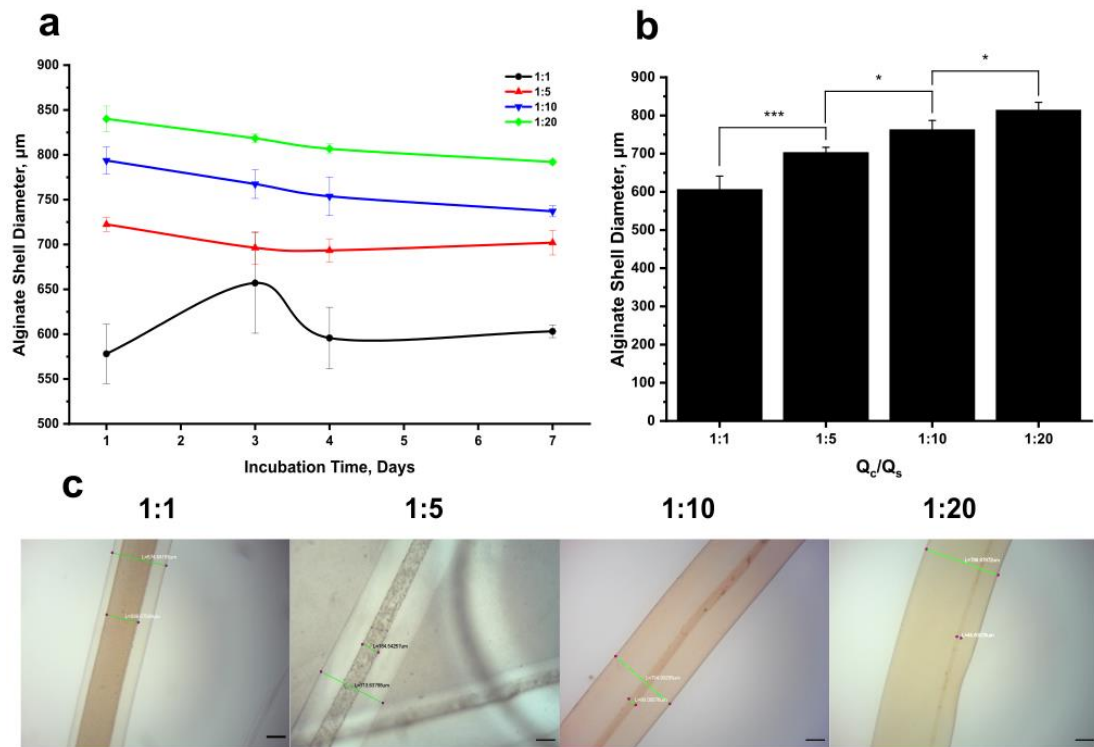 a
Alginate Shell Diameter, µm
900
850
800
750
700
650
600
550
500
1:1
1:5
1:10
1:20
1 2 3 4 5 6 7
Incubation Time, Days
b
Alginate Shell Diameter, µm
900
800
700
600
500
400
300
200
100
0
***
*
*
1:1 1:5 1:10 1:20
Qc/Qs
c
1:1 1:5 1:10 1:20